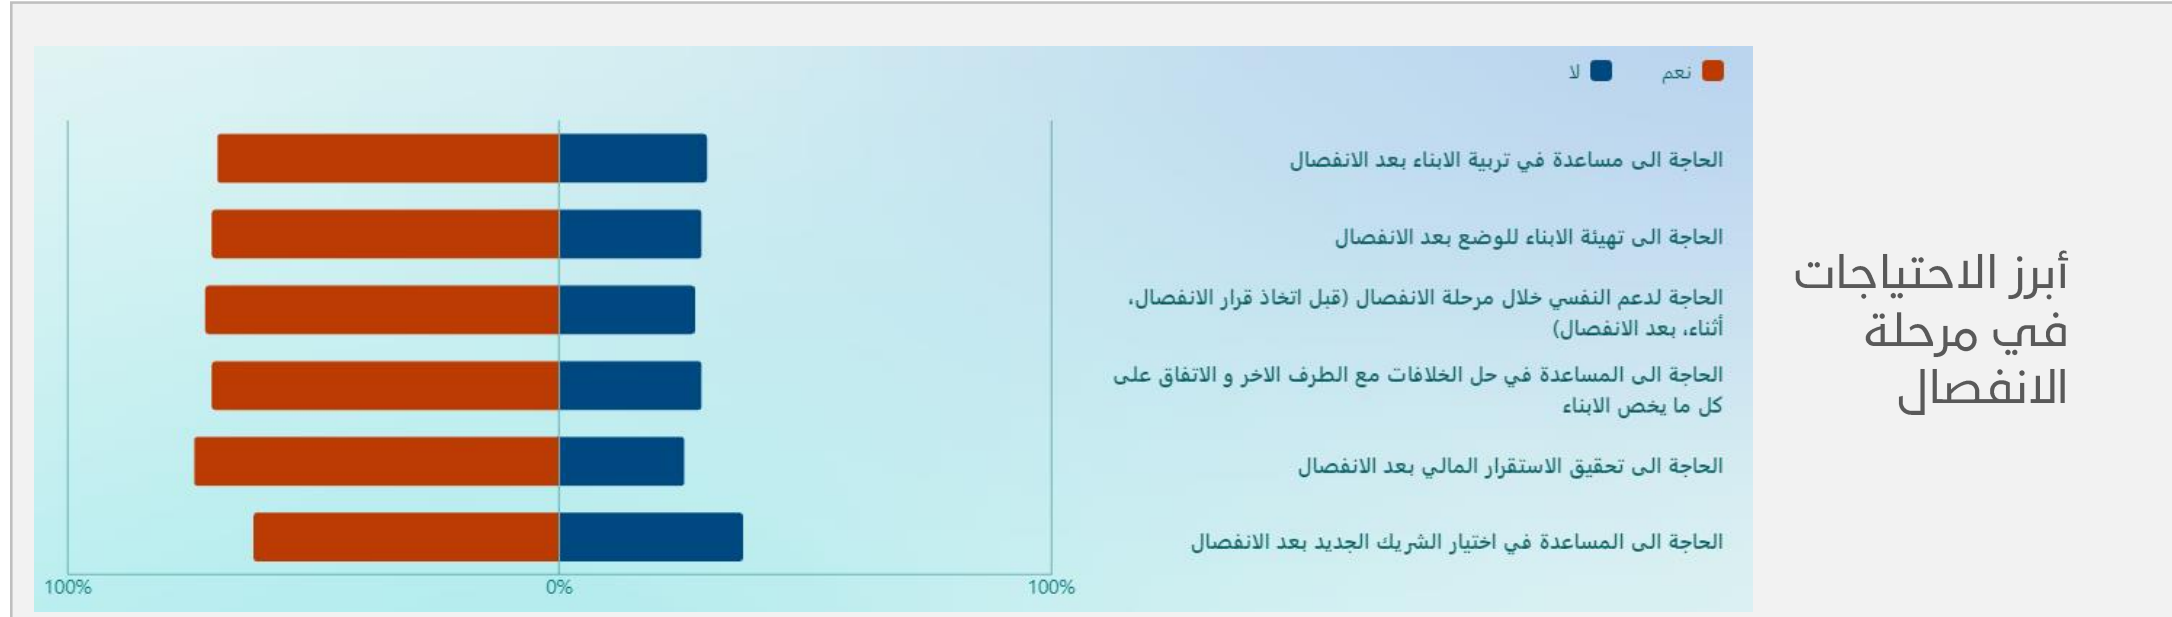 أبرز الاحتياجات
في مرحلة
الانفصال
نعم
لا
الحاجة الى مساعدة في تربية الابناء بعد الانفصال
الحاجة الى تهيئة الابناء للوضع بعد الانفصال
الحاجة لدعم النفسي خلال مرحلة الانفصال (قبل اتخاذ قرار الانفصال،
أثناء، بعد الانفصال)
الحاجة الى المساعدة في حل الخلافات مع الطرف الاخر و الاتفاق على
كل ما يخص الابناء
الحاجة الى تحقيق الاستقرار المالي بعد الانفصال
الحاجة الى المساعدة في اختيار الشريك الجديد بعد الانفصال
100%
0%
100%